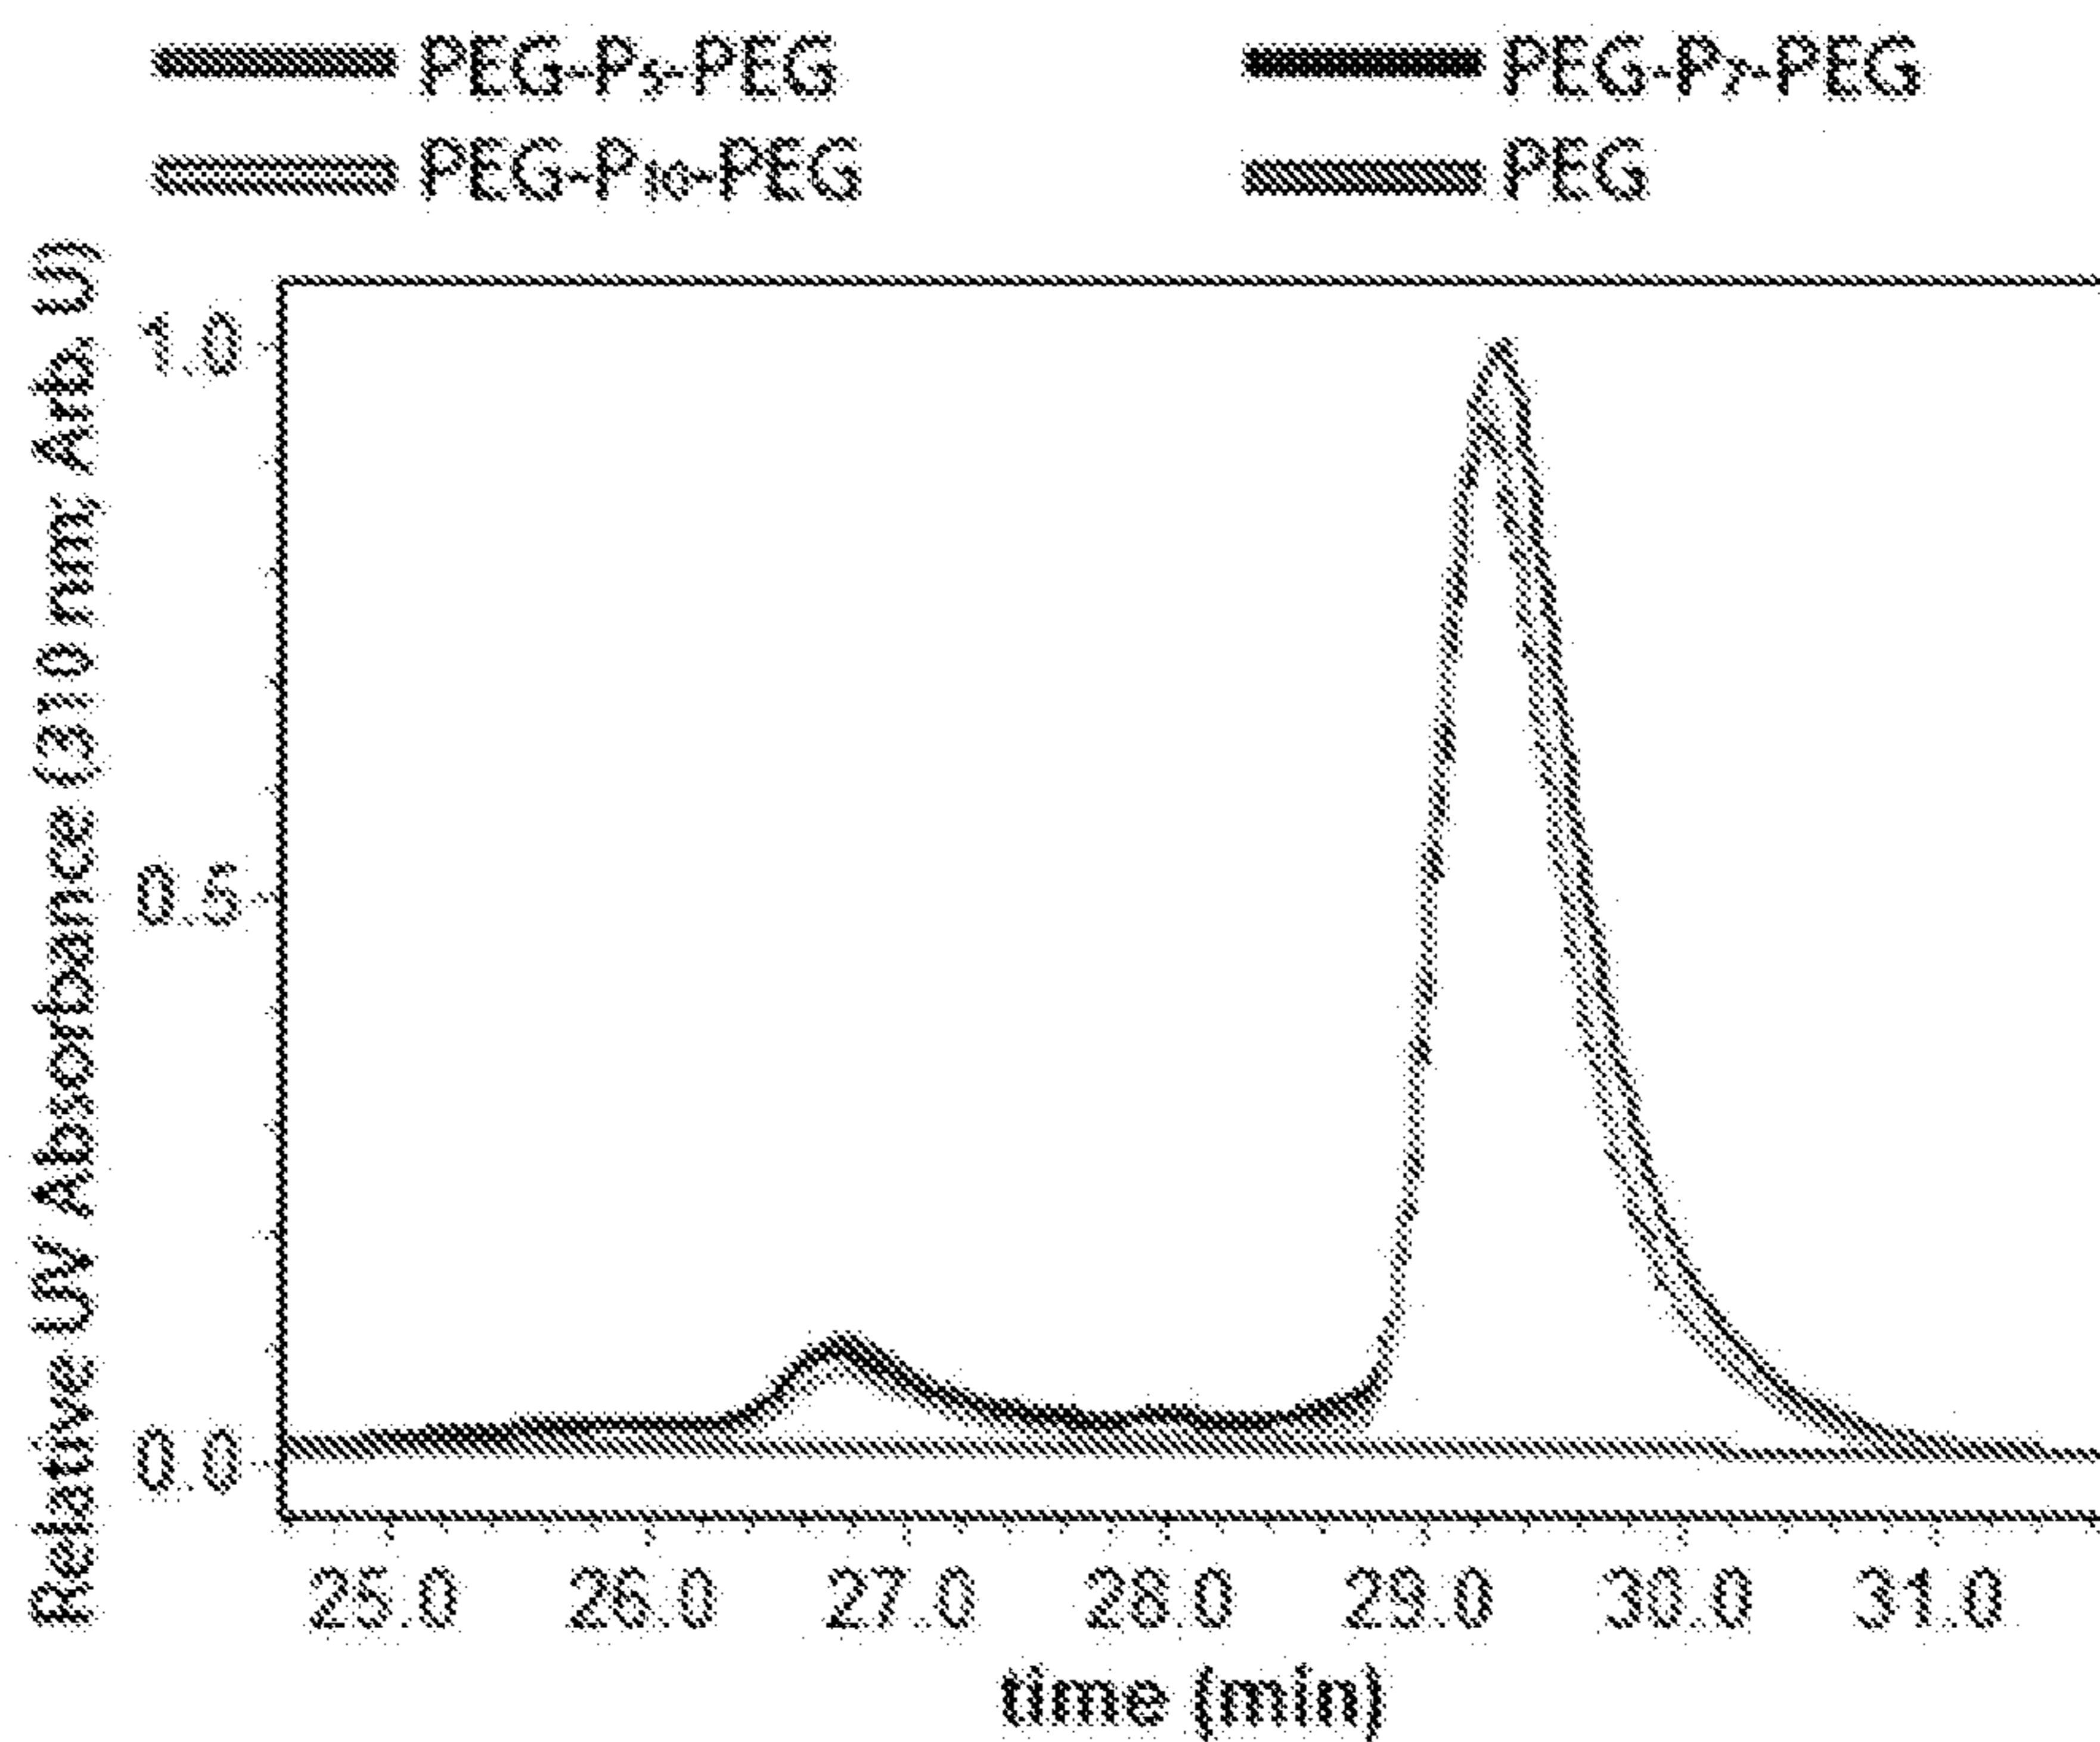 PEG-P5-PEG PEG-P7-PEG
PEG-P10-PEG PEG
Relative UV Absorbance (310 nm; Arb. U)
1.0
0.5
0.0
25.0 26.0 27.0 28.0 29.0 30.0 31.0
time (min)